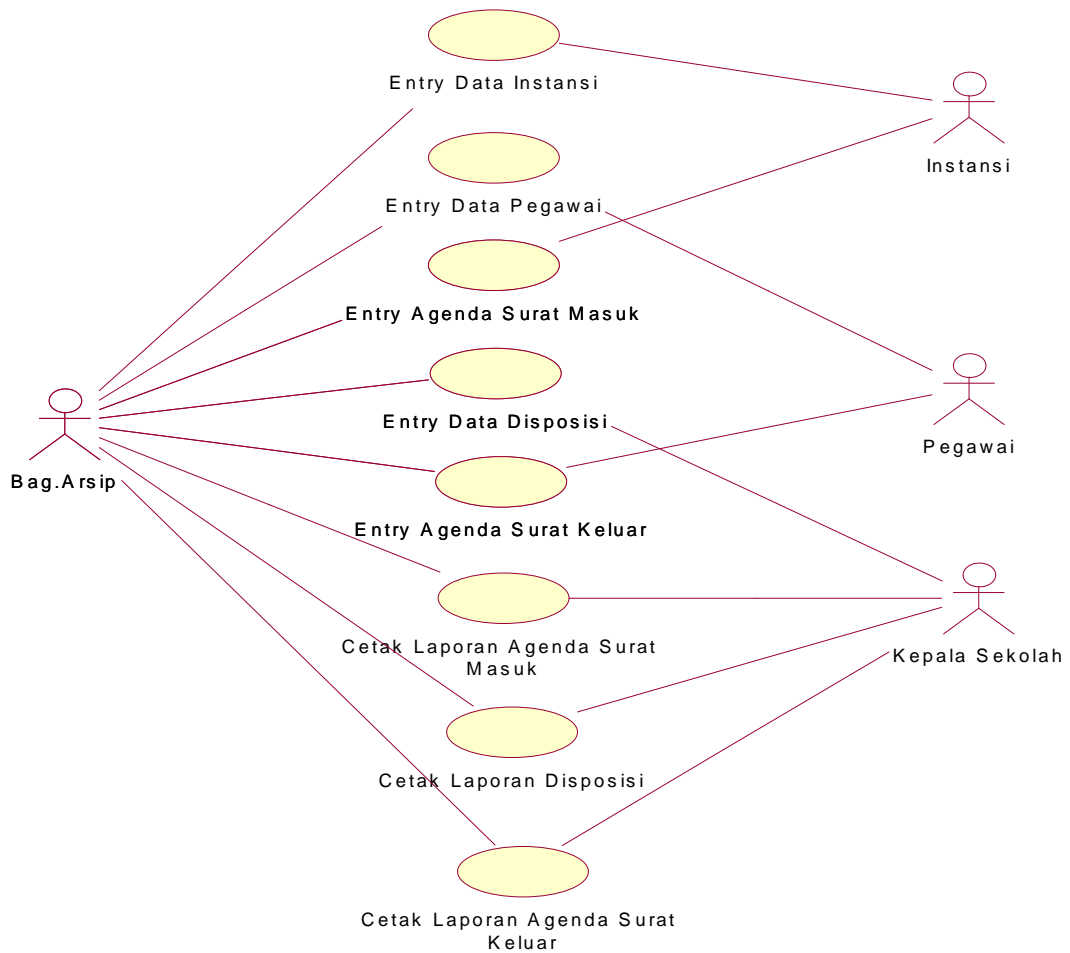 Entry Data Instansi
Instansi
Entry Data Pegawai
Entry Agenda Surat Masuk
Entry Data Disposisi
Pegawai
Bag.Arsip
Entry Agenda Surat Keluar
Cetak Laporan Agenda Surat
Masuk
Kepala Sekolah
Cetak Laporan Disposisi
Cetak Laporan Agenda Surat
Keluar